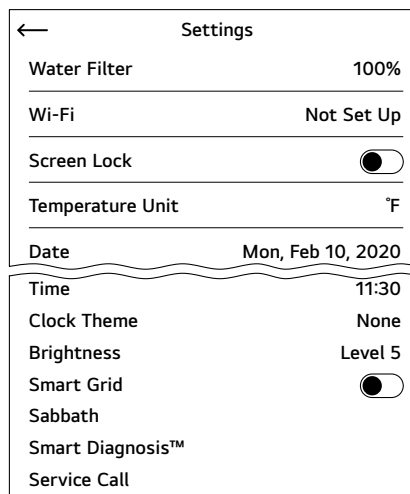 Settings
Water Filter 100%
Wi-Fi Not Set Up
Screen Lock
Temperature Unit °F
Date Mon, Feb 10, 2020
Time 11:30
Clock Theme None
Brightness Level 5
Smart Grid
Sabbath
Smart Diagnosis™
Service Call